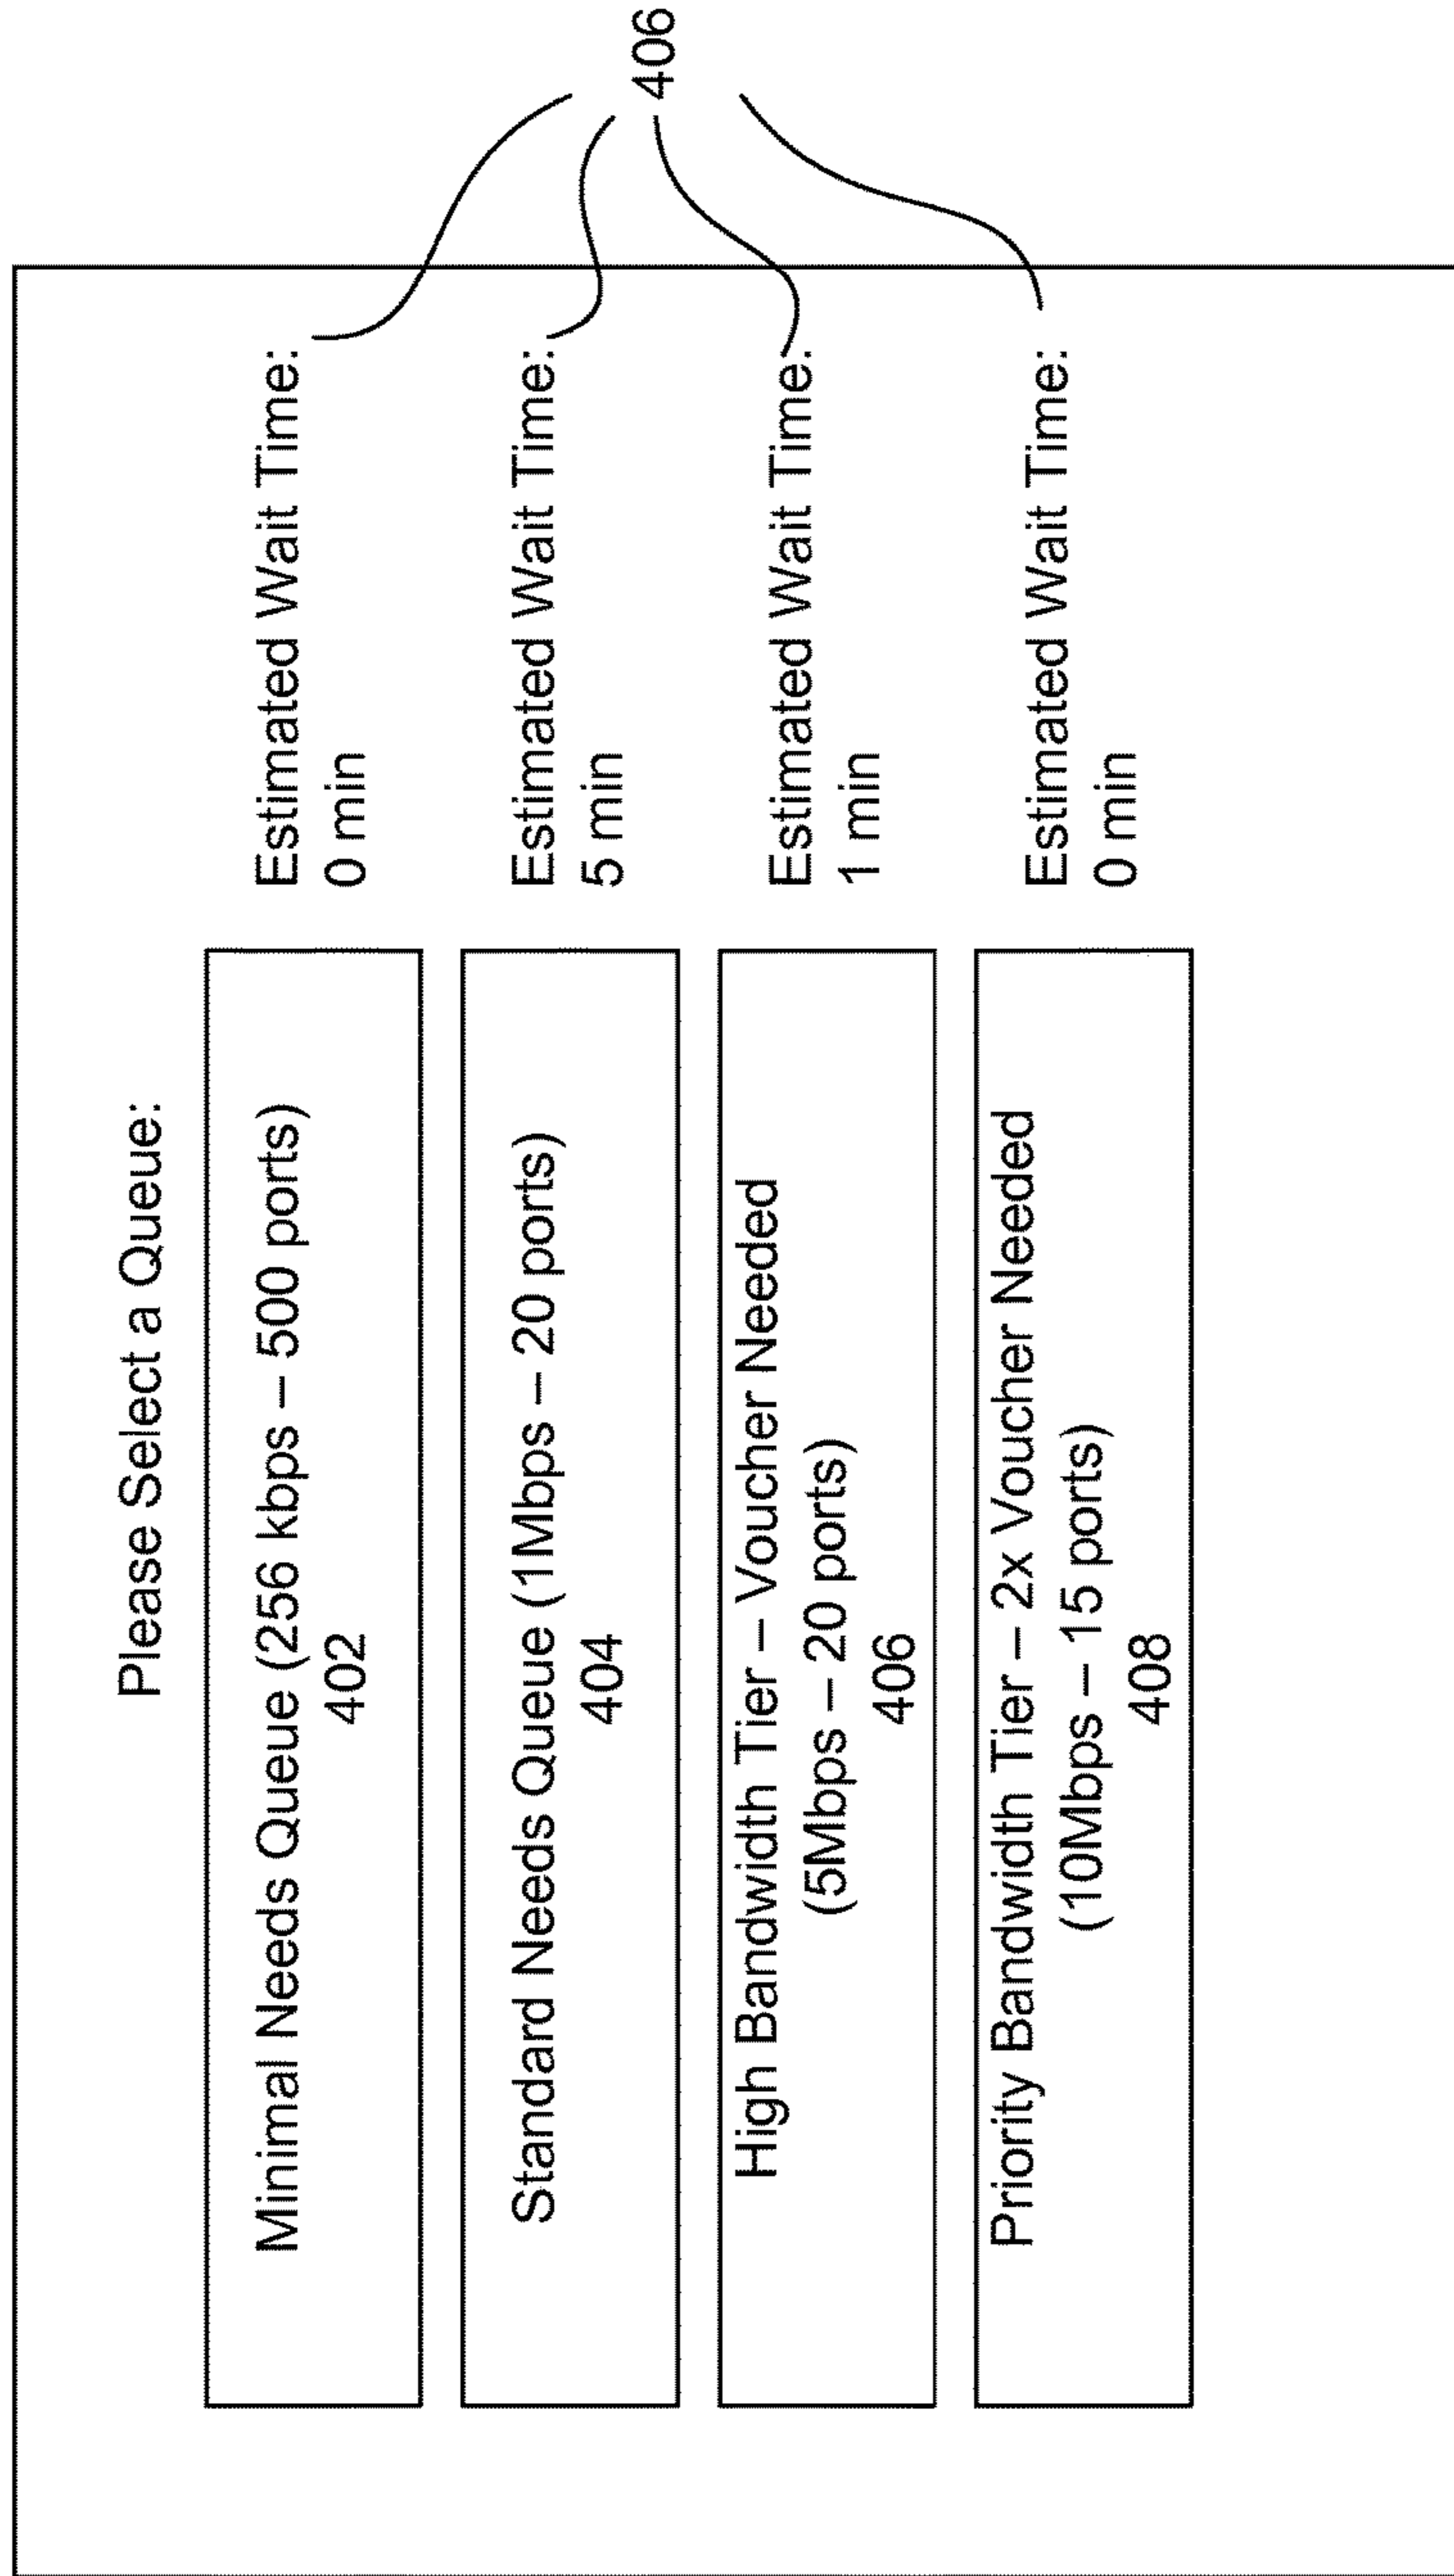 Please Select a Queue:
Minimal Needs Queue (256 kbps – 500 ports)
402
Estimated Wait Time:
0 min
Standard Needs Queue (1Mbps – 20 ports)
404
Estimated Wait Time:
5 min
High Bandwidth Tier – Voucher Needed
(5Mbps – 20 ports)
406
Estimated Wait Time:
1 min
Priority Bandwidth Tier – 2x Voucher Needed
(10Mbps – 15 ports)
408
Estimated Wait Time:
0 min
406